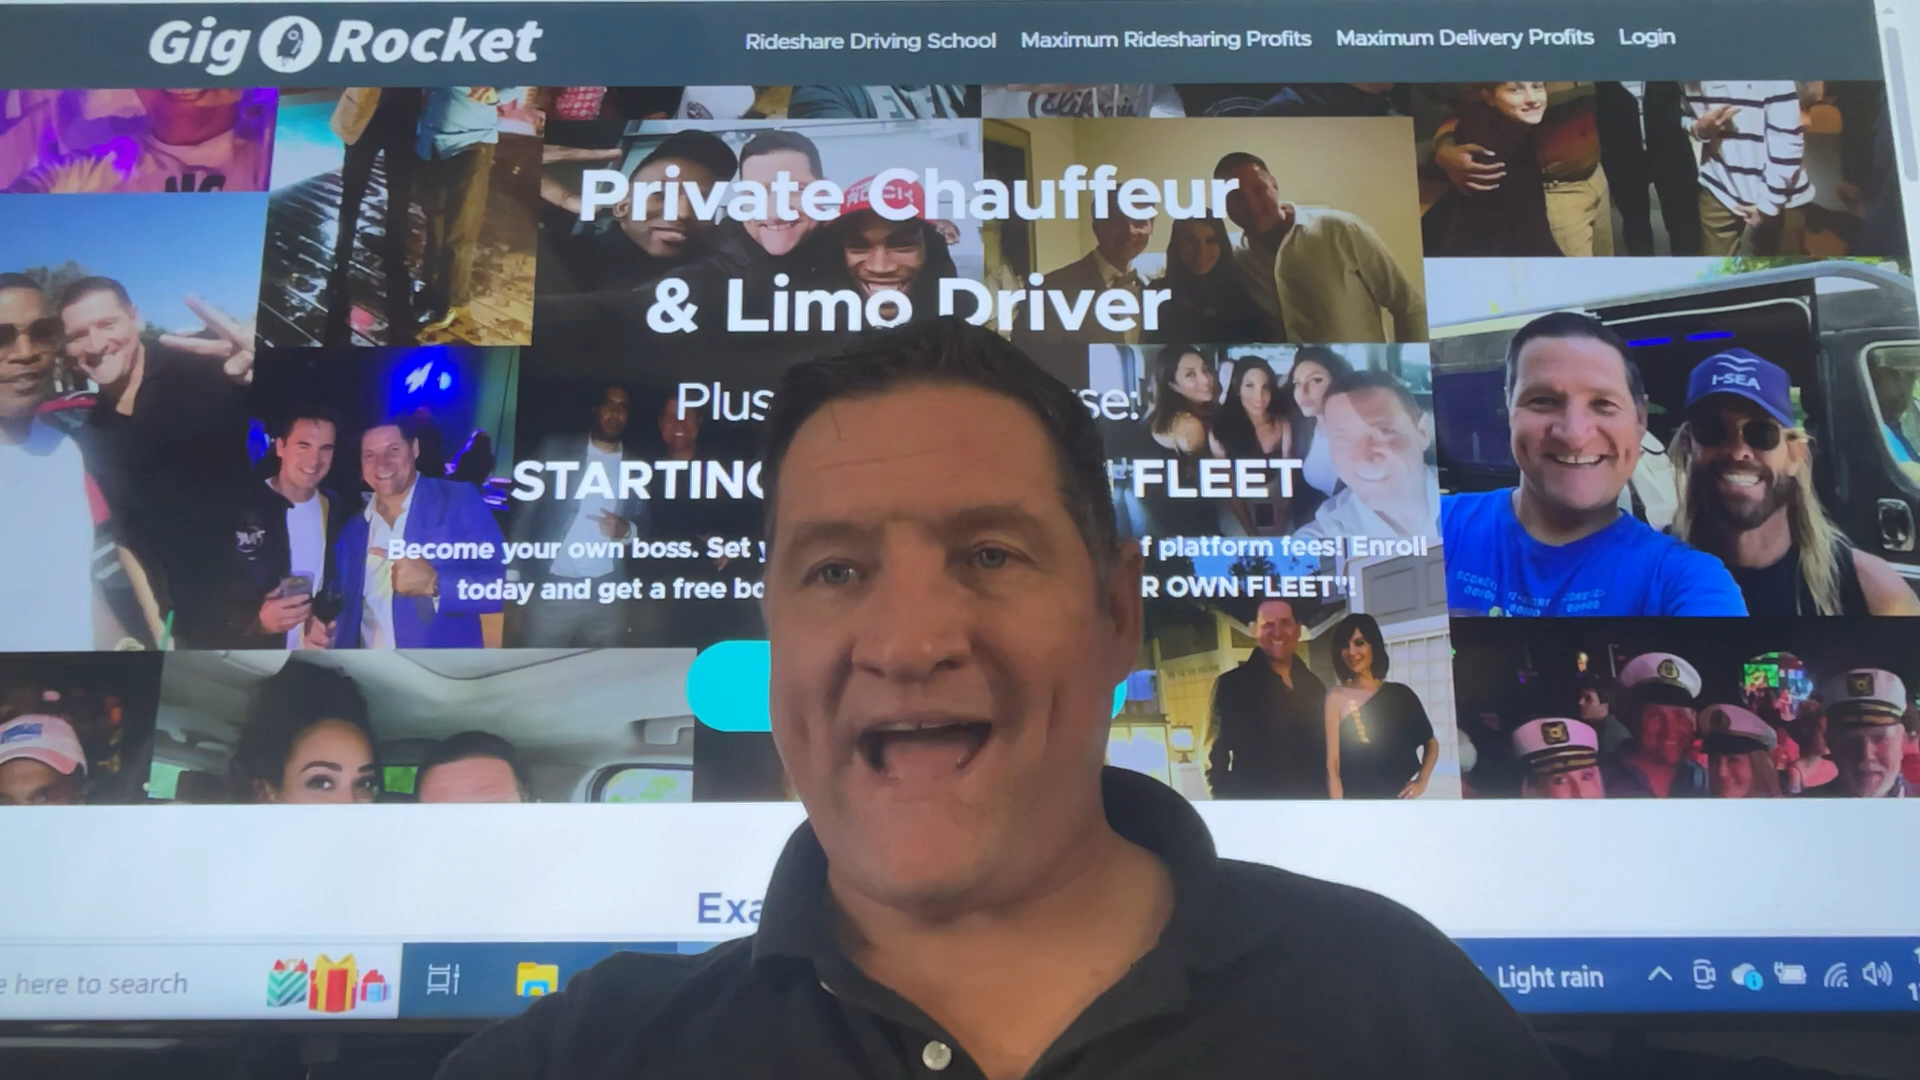 Gig Rocket
Rideshare Driving School Maximum Ridesharing Profits Maximum Delivery Profits Login
Private Chauffeur
& Limo Driver
Plus
se:
STARTING
FLEET
Become your own boss. Set
f platform fees! Enroll
today and get a free bo
R OWN FLEET"!
I-SEA
Exa
e here to search
Light rain